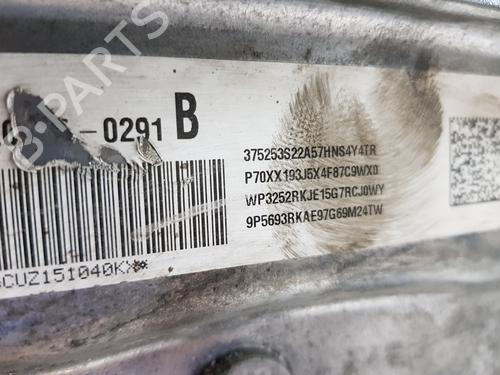 -0291 B
375253S22A57HNS4Y4TR
P70XX193J5X4F87C9WX0
WP3252RKJE15G7RCJ0WY
9P5693RKAE97G69M24TW
CUZ151040K
B-PARTS